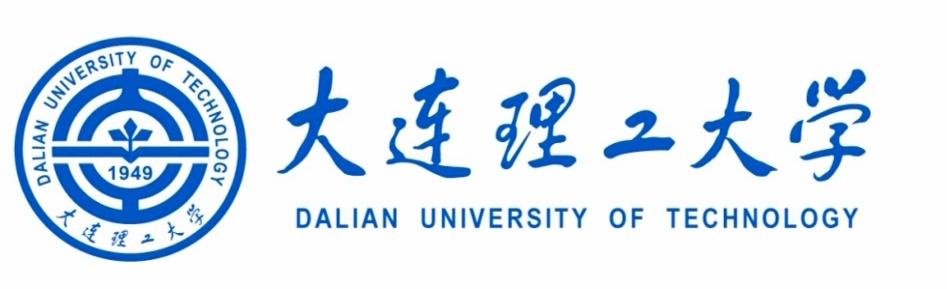 DALIAN UNIVERSITY OF TECHNOLOGY
1949
大连理工大学
大连理工大学
DALIAN UNIVERSITY OF TECHNOLOGY